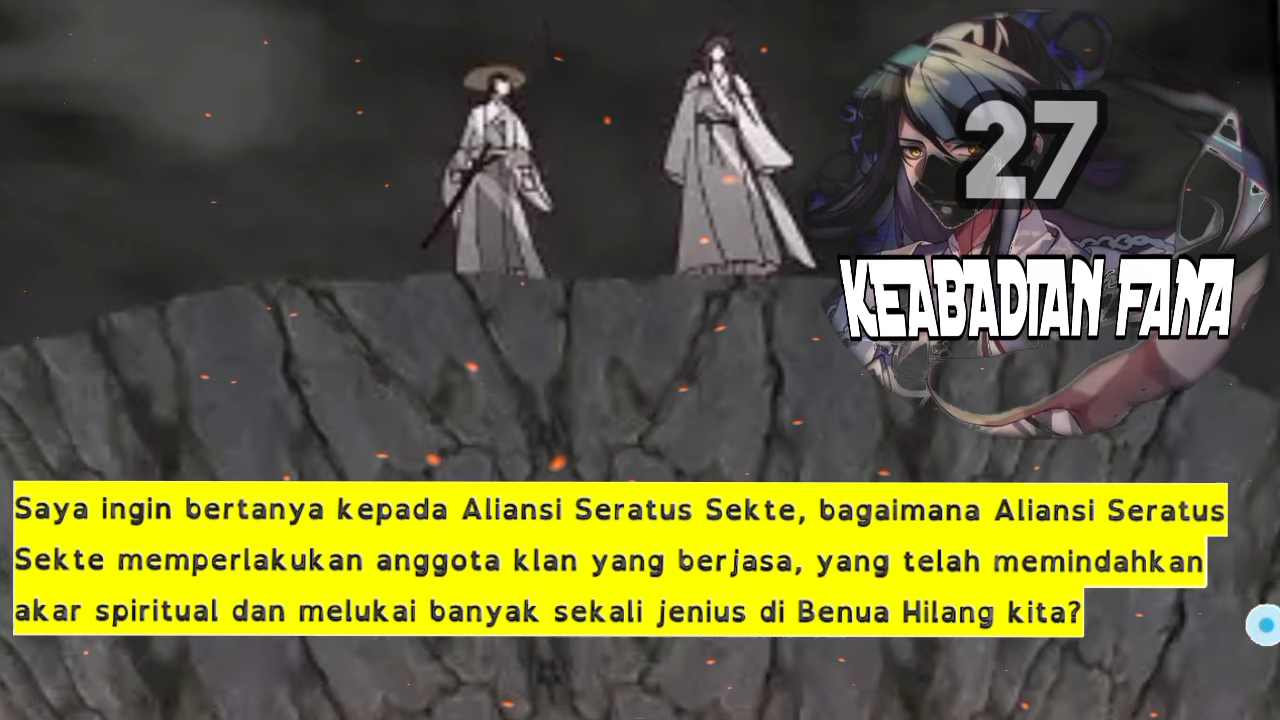 27
KEABADIAN FANA
Saya ingin bertanya kepada Aliansi Seratus Sekte, bagaimana Aliansi Seratus
Sekte memperlakukan anggota klan yang berjasa, yang telah memindahkan
akar spiritual dan melukai banyak sekali jenius di Benua Hilang kita?